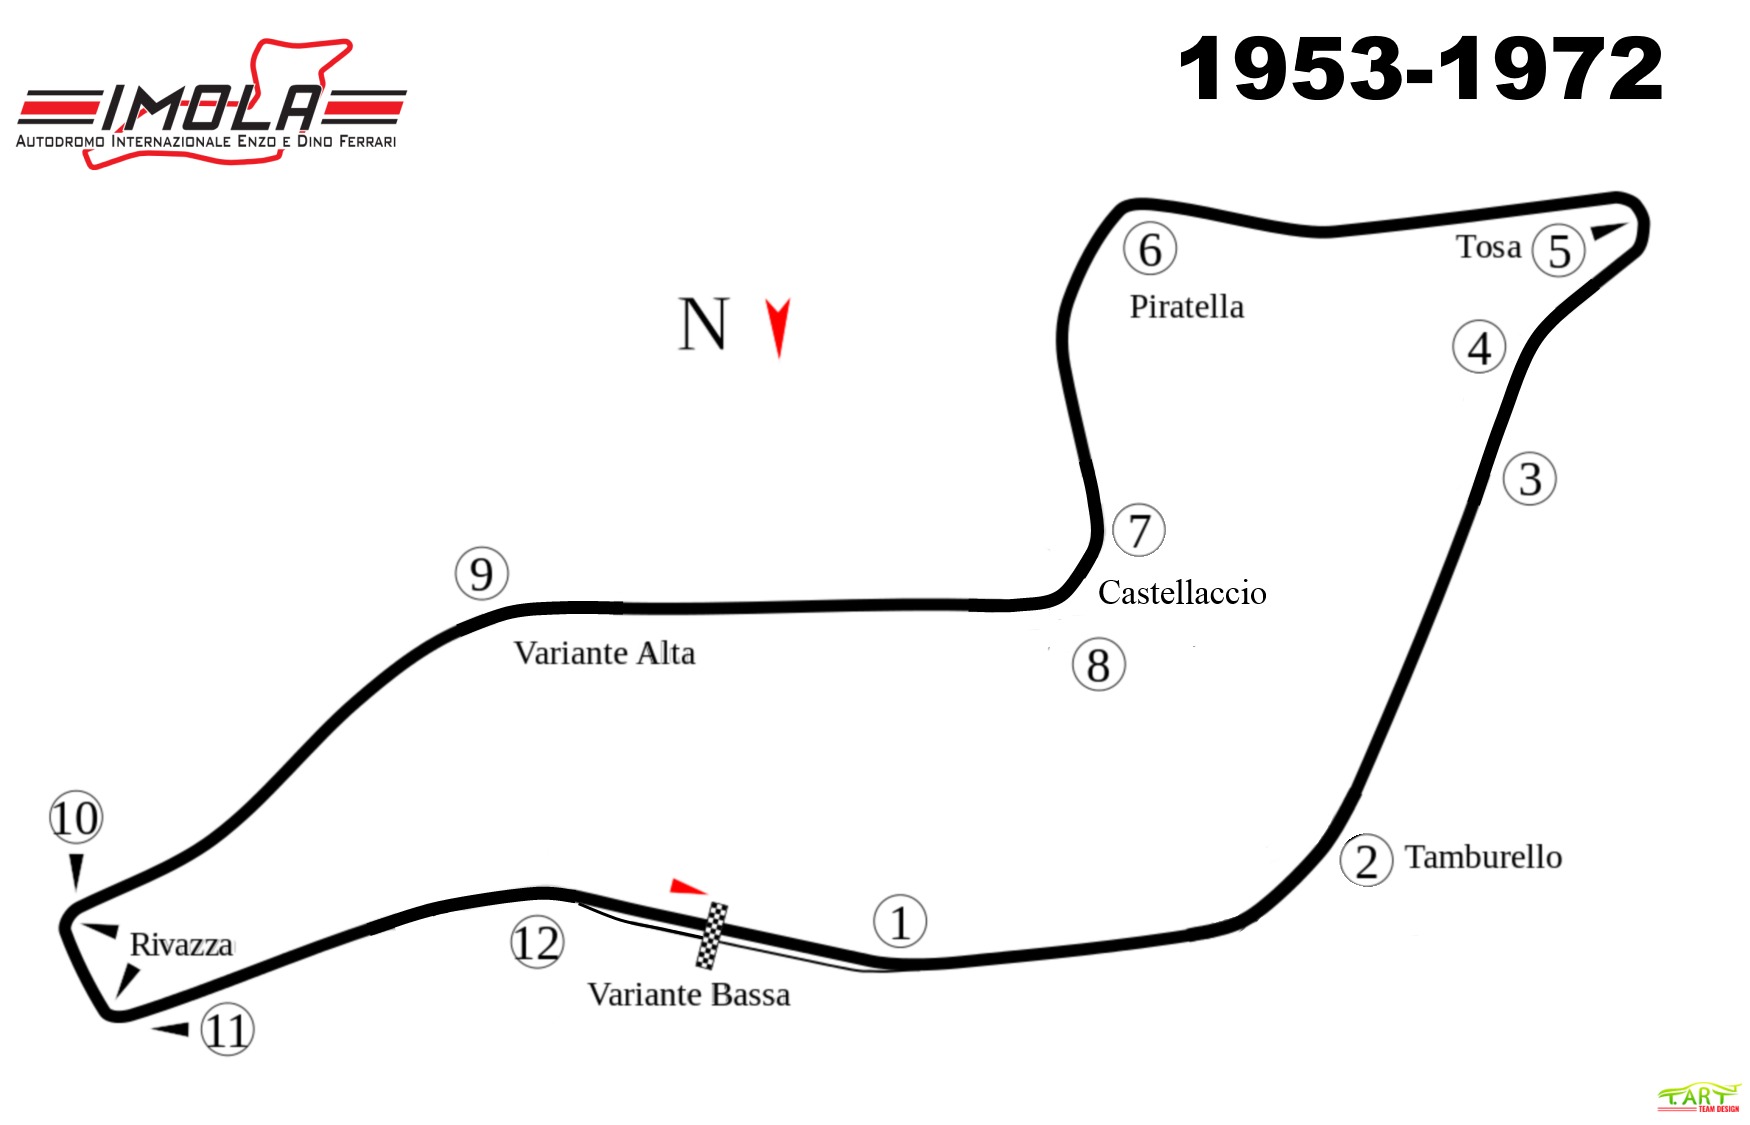 1953-1972
IMOLA
AUTODROMO INTERNAZIONALE ENZO E DINO FERRARI
6
Tosa 5
Piratella
N
4
3
7
9
Castellaccio
Variante Alta
8
10
2 Tamburello
1
Rivazza
12
Variante Bassa
11
T.ART
TEAM DESIGN